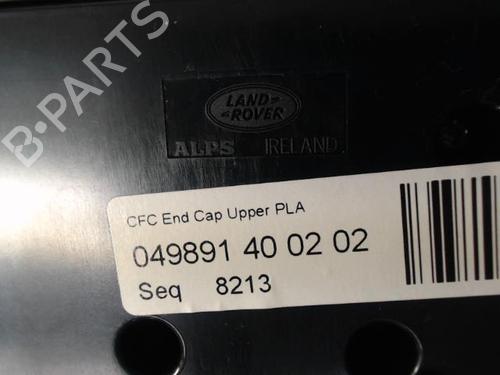 B-PARTS
LAND-
-ROVER
ALPS IRELAND.
CFC End Cap Upper PLA
049891 40 02 02
Seq 8213